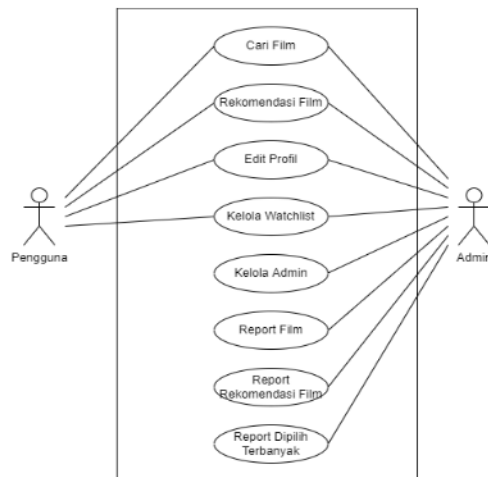 Cari Film
Rekomendasi Film
Edit Profil
Kelola Watchlist
Pengguna
Admin
Kelola Admin
Report Film
Report
Rekomendasi Film
Report Dipilih
Terbanyak